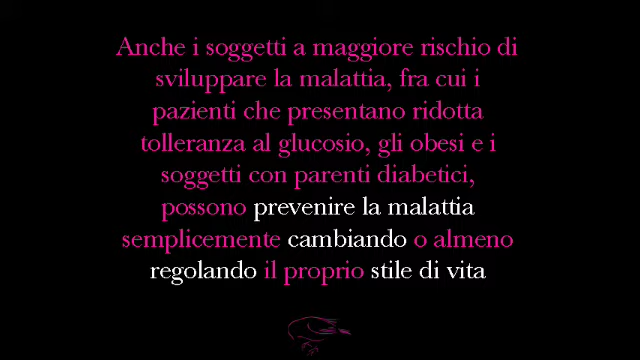 Anche i soggetti a maggiore rischio di
sviluppare la malattia, fra cui i
pazienti che presentano ridotta
tolleranza al glucosio, gli obesi e i
soggetti con parenti diabetici,
possono prevenire la malattia
semplicemente cambiando o almeno
regolando il proprio stile di vita